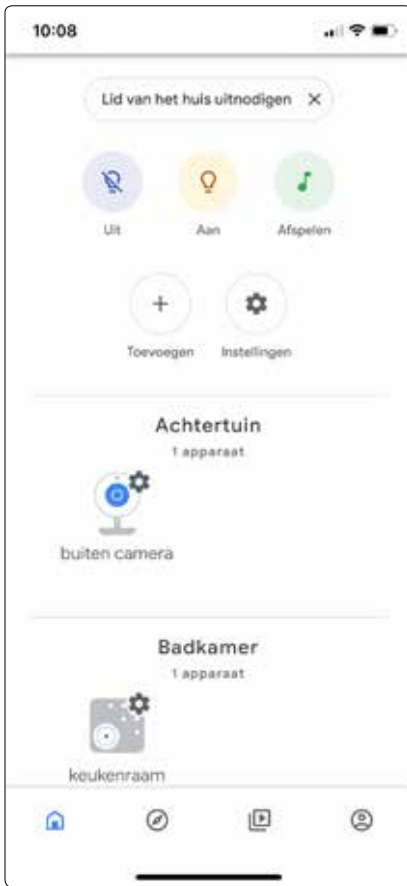 10:08
Lid van het huis uitnodigen
Uit
Aan
Afspelen
Toevoegen
Instellingen
Achtertuin
1 apparaat
buiten camera
Badkamer
1 apparaat
keukenraam